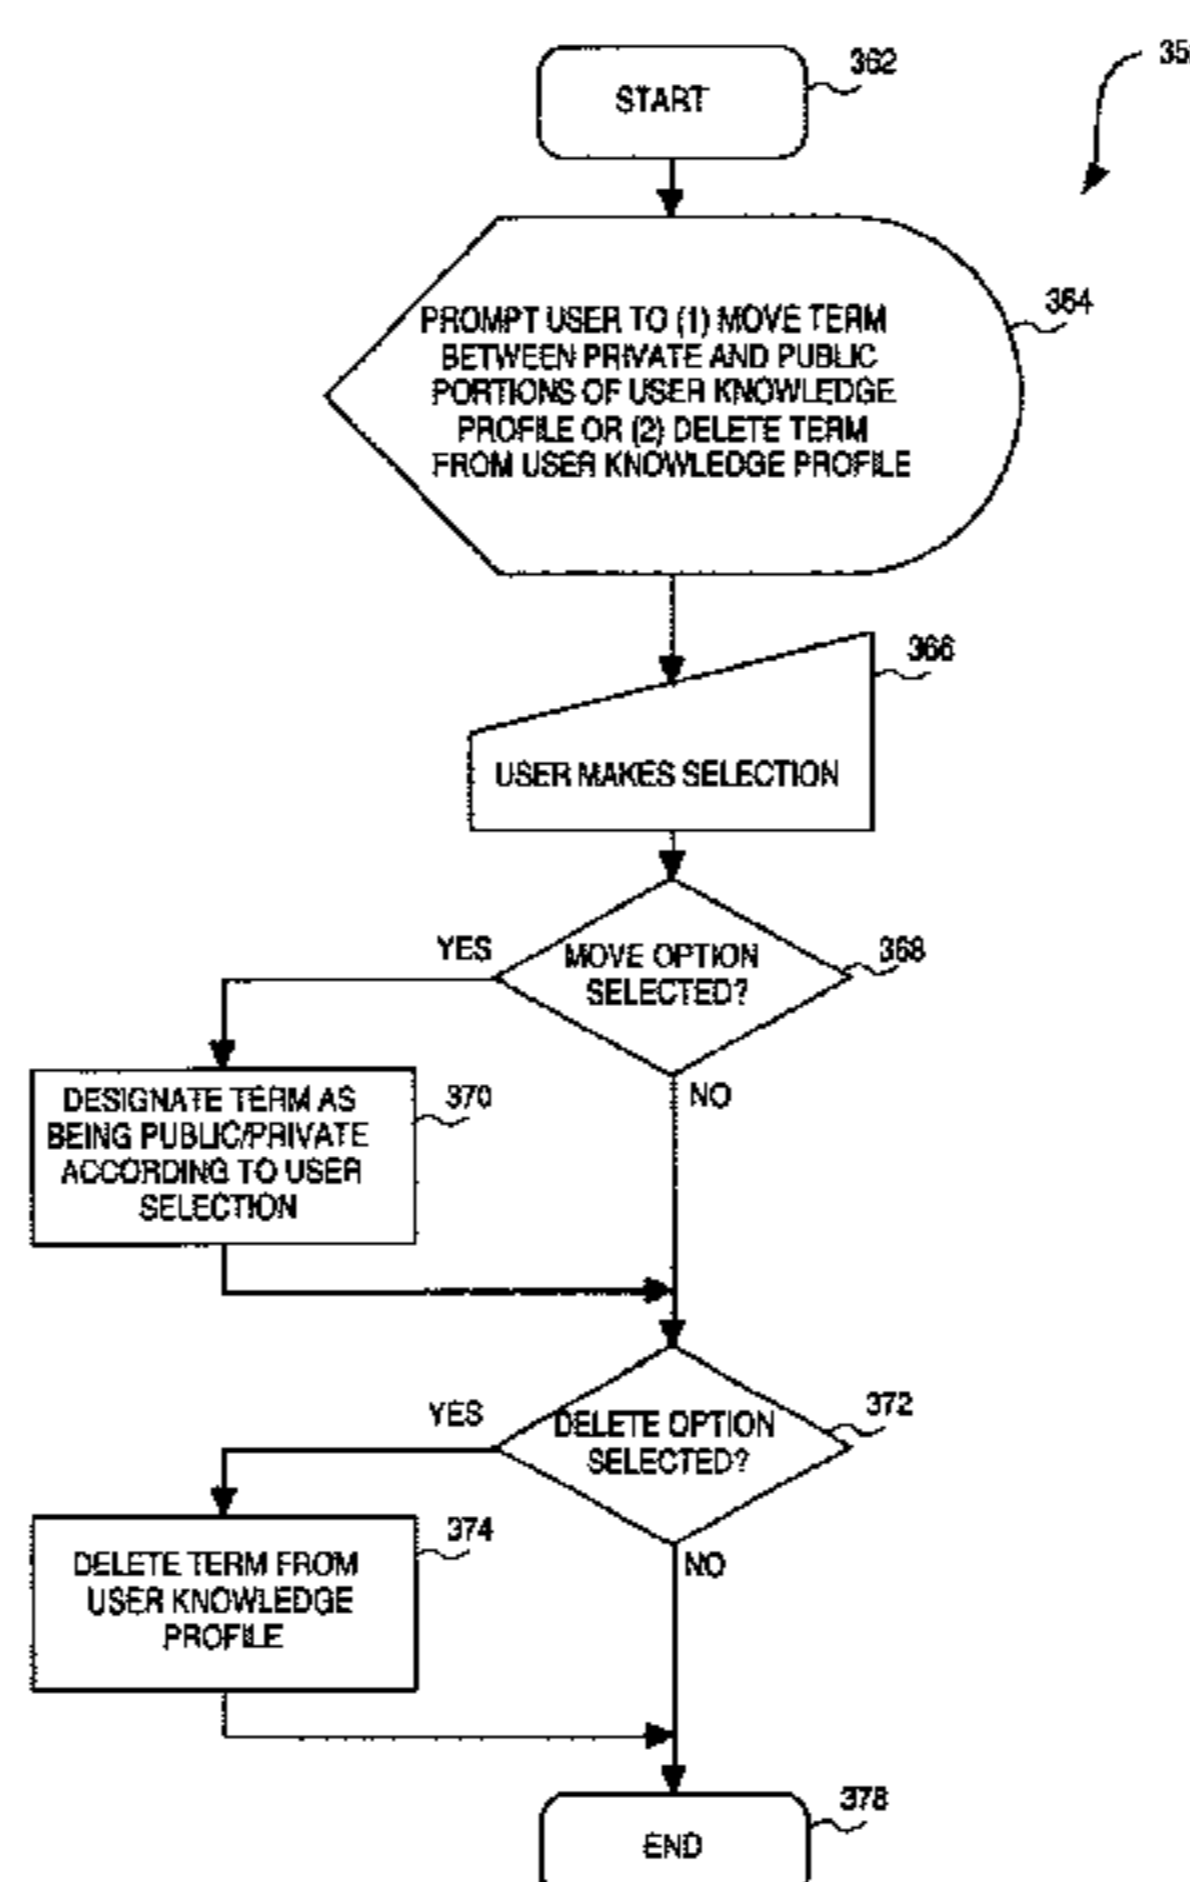 START
362
35
PROMPT USER TO (1) MOVE TERM
BETWEEN PRIVATE AND PUBLIC
PORTIONS OF USER KNOWLEDGE
PROFILE OR (2) DELETE TERM
FROM USER KNOWLEDGE PROFILE
364
366
USER MAKES SELECTION
YES
MOVE OPTION
SELECTED?
368
NO
DESIGNATE TERM AS
BEING PUBLIC/PRIVATE
ACCORDING TO USER
SELECTION
370
YES
DELETE OPTION
SELECTED?
372
NO
DELETE TERM FROM
USER KNOWLEDGE
PROFILE
374
END
378